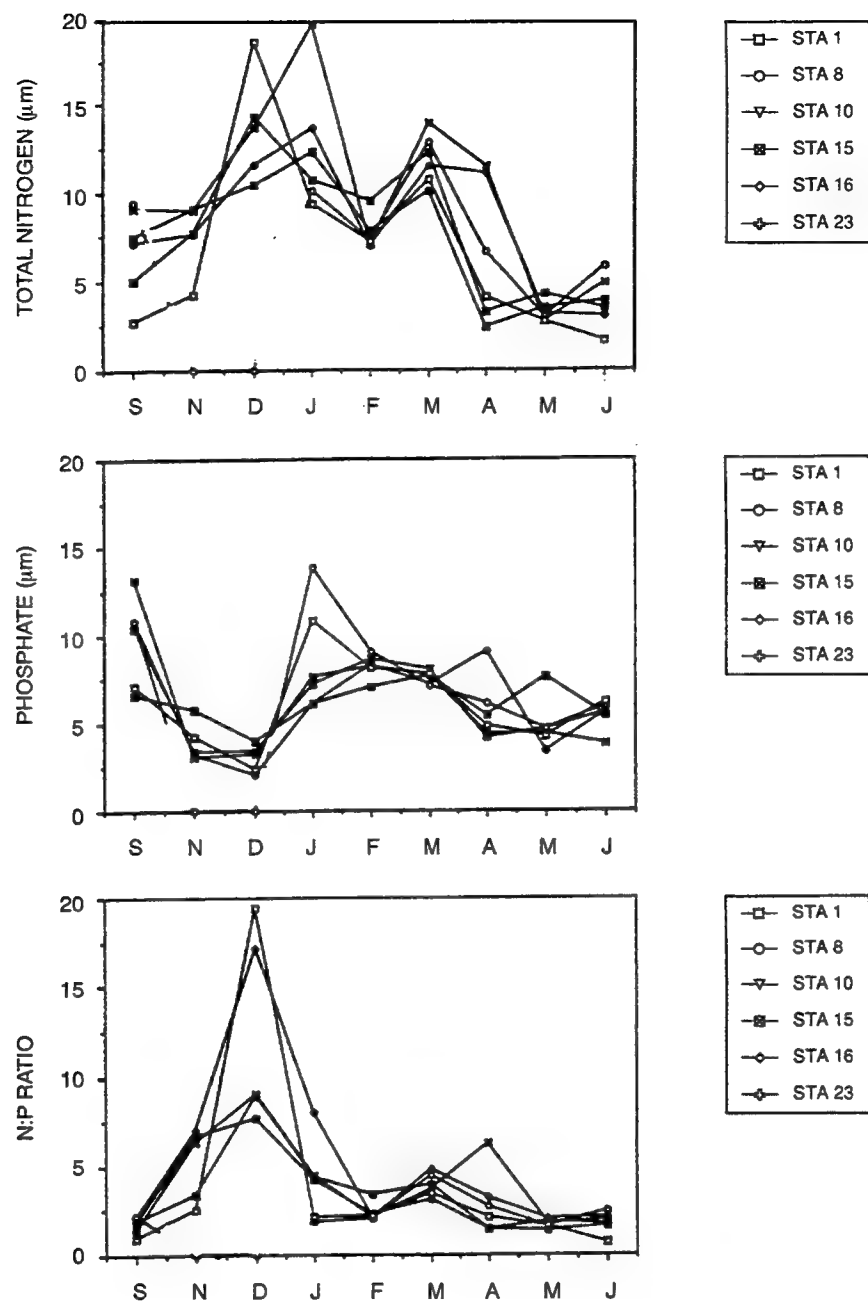 TOTAL NITROGEN (μm)
20
15
10
5
0
S N D J F M A M J
STA 1
STA 8
STA 10
STA 15
STA 16
STA 23
PHOSPHATE (μm)
20
15
10
5
0
S N D J F M A M J
STA 1
STA 8
STA 10
STA 15
STA 16
STA 23
N:P RATIO
20
15
10
5
0
S N D J F M A M J
STA 1
STA 8
STA 10
STA 15
STA 16
STA 23